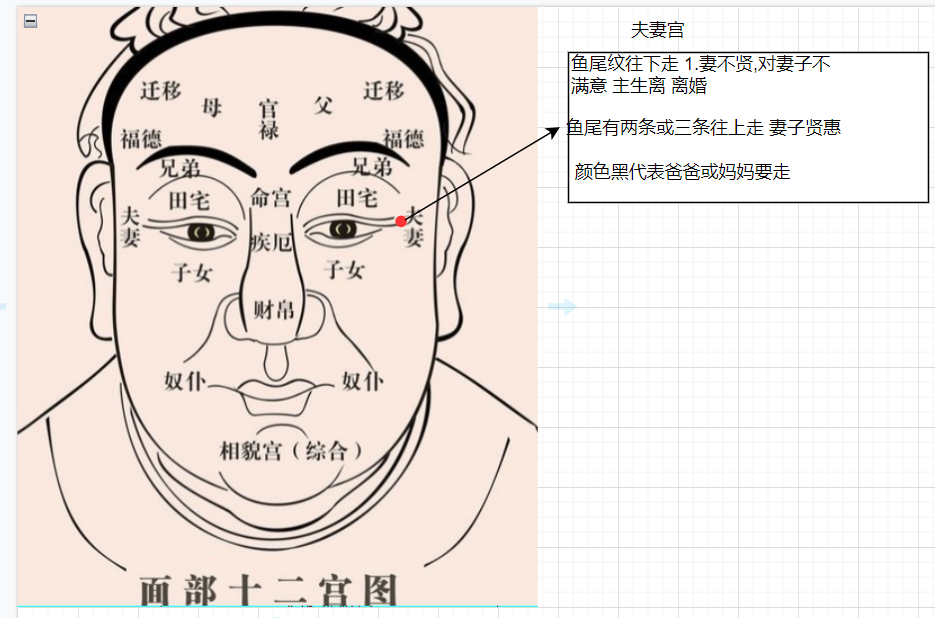 夫妻宫
鱼尾纹往下走 1.妻不贤,对妻子不
满意 主生离 离婚
鱼尾有两条或三条往上走 妻子贤惠
颜色黑代表爸爸或妈妈要走
迁移
母
官禄
父
迁移
福德
福德
兄弟
兄弟
田宅
命宫
田宅
夫妻
疾厄
夫妻
子女
子女
财帛
奴仆
奴仆
相貌宫（综合）
面部十二宫图